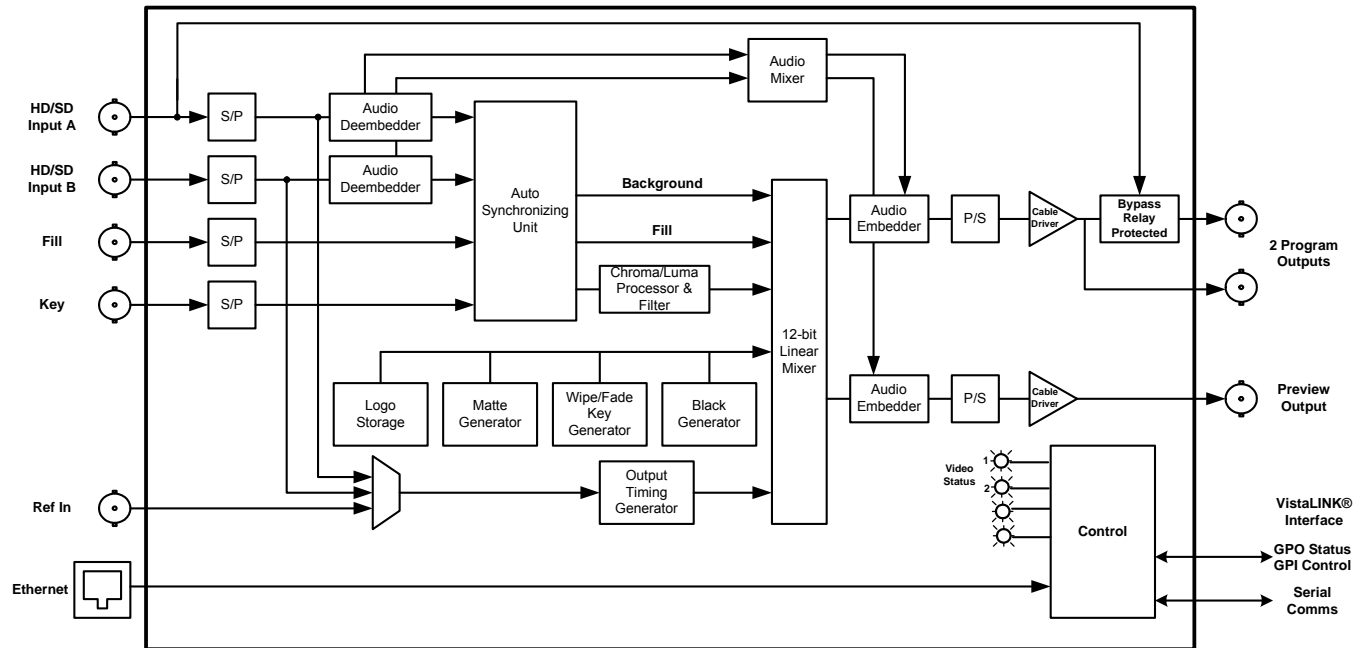 HD/SD
Input A
HD/SD
Input B
Fill
Key
Ref In
Ethernet
S/P
S/P
S/P
S/P
Audio
Deembedder
Audio
Deembedder
Auto
Synchronizing
Unit
Audio
Mixer
Background
Fill
Chroma/Luma
Processor &
Filter
Logo
Storage
Matte
Generator
Wipe/Fade
Key
Generator
Black
Generator
Output
Timing
Generator
12-bit
Linear
Mixer
Audio
Embedder
P/S
Cable
Driver
Bypass
Relay
Protected
2 Program
Outputs
Audio
Embedder
P/S
Cable
Driver
Preview
Output
Video
Status
1
2
Control
VistaLINK®
Interface
GPO Status
GPI Control
Serial
Comms